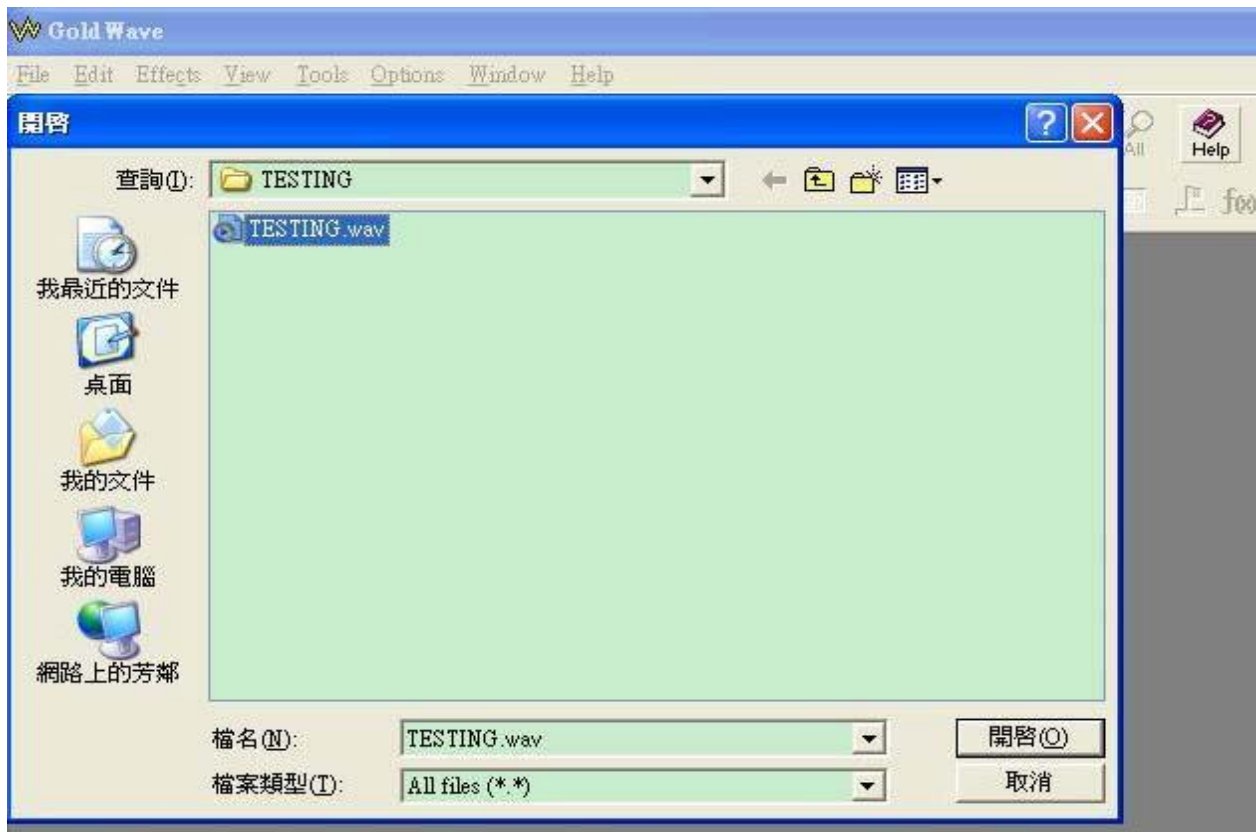 Gold Wave
File Edit Effects View Tools Options Window Help
開啓
All
Help
查詢(I): TESTING
TESTING.wav
我最近的文件
桌面
我的文件
我的電腦
網路上的芳鄰
檔名(N): TESTING.wav 開啓(O)
檔案類型(T): All files (*.*) 取消